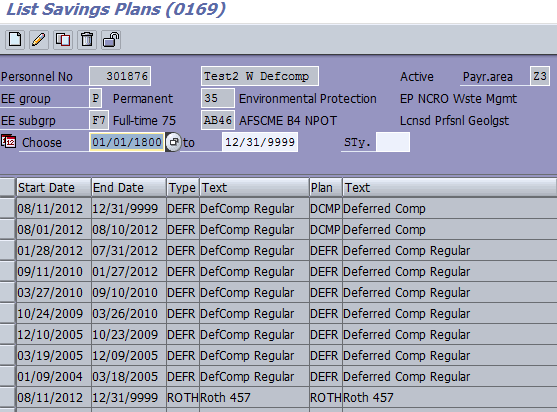 List Savings Plans (0169)
Personnel No 301876 Test2 W Defcomp Active Payr.area Z3
EE group P Permanent 35 Environmental Protection EP NCRO Wste Mgmt
EE subgrp F7 Full-time 75 AB46 AFSCME B4 NPOT Lcnsd Prfsnl Geolgst
Choose 01/01/1800 to 12/31/9999 STy.
Start Date End Date Type Text Plan Text
08/11/2012 12/31/9999 DEFR DefComp Regular DCMP Deferred Comp
08/01/2012 08/10/2012 DEFR DefComp Regular DCMP Deferred Comp
01/28/2012 07/31/2012 DEFR DefComp Regular DEFR Deferred Comp Regular
09/11/2010 01/27/2012 DEFR DefComp Regular DEFR Deferred Comp Regular
03/27/2010 09/10/2010 DEFR DefComp Regular DEFR Deferred Comp Regular
10/24/2009 03/26/2010 DEFR DefComp Regular DEFR Deferred Comp Regular
12/10/2005 10/23/2009 DEFR DefComp Regular DEFR Deferred Comp Regular
03/19/2005 12/09/2005 DEFR DefComp Regular DEFR Deferred Comp Regular
01/09/2004 03/18/2005 DEFR DefComp Regular DEFR Deferred Comp Regular
08/11/2012 12/31/9999 ROTH Roth 457 ROTH Roth 457